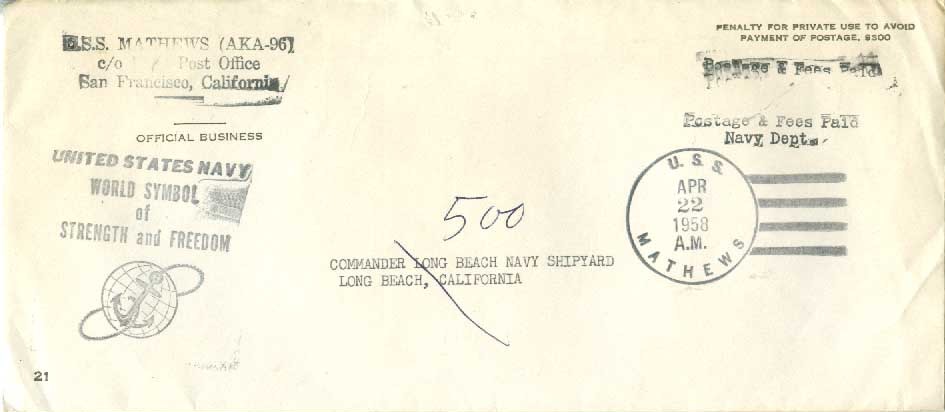 U.S.S. MATHEWS (AKA-96)
c/o Post Office
San Francisco, California
OFFICIAL BUSINESS
UNITED STATES NAVY
WORLD SYMBOL
of
STRENGTH and FREEDOM
21
PENALTY FOR PRIVATE USE TO AVOID
PAYMENT OF POSTAGE, $300
Postage & Fees Paid
Postage & Fees Paid
Navy Dept.
U.S.S.
APR
22
1958
A.M.
MATHEWS
500
COMMANDER LONG BEACH NAVY SHIPYARD
LONG BEACH, CALIFORNIA